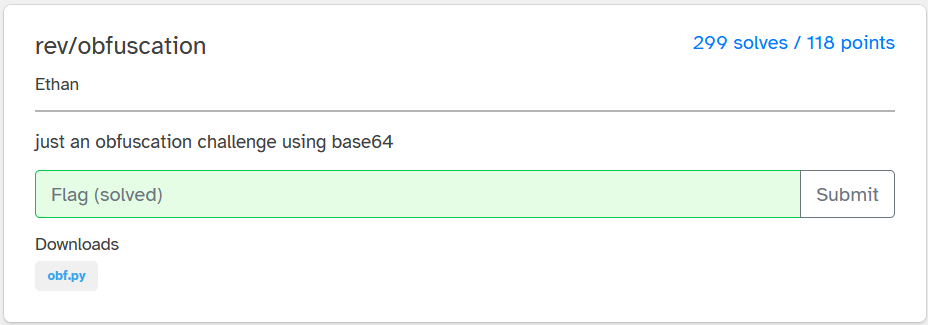 rev/obfuscation
299 solves / 118 points
Ethan
just an obfuscation challenge using base64
Flag (solved)
Submit
Downloads
obf.py